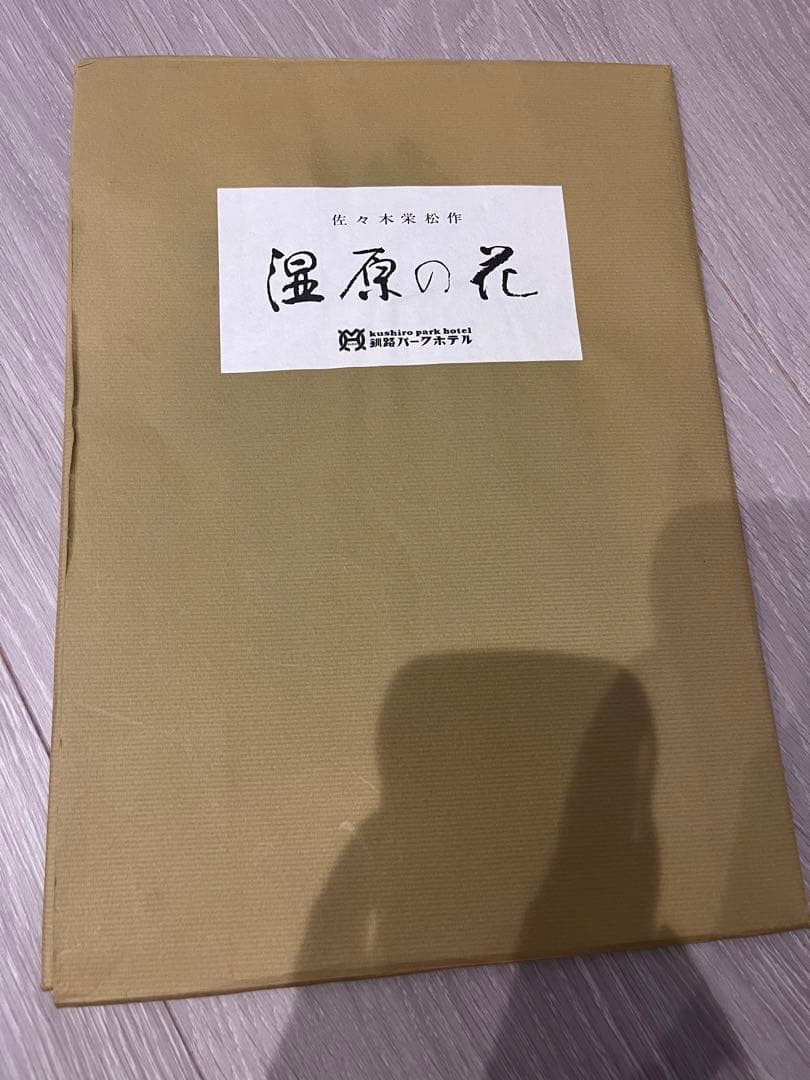 佐々木栄松作
湿原の花
kushiro park hotel
釧路パークホテル